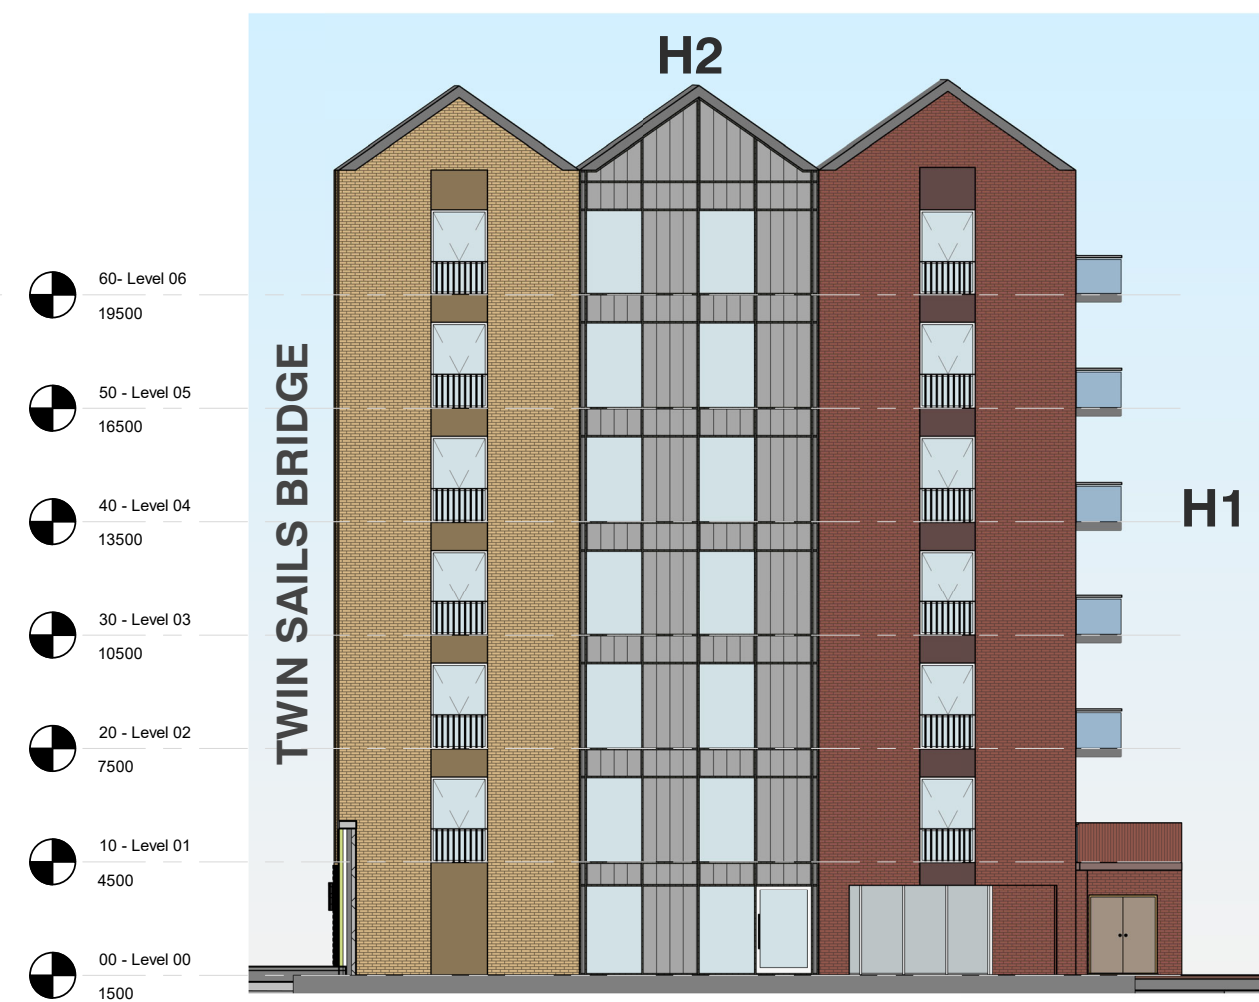 H2
60- Level 06
19500
50 - Level 05
16500
40 - Level 04
13500
30 - Level 03
10500
20 - Level 02
7500
10 - Level 01
4500
00 - Level 00
1500
TWIN SAILS BRIDGE
H1